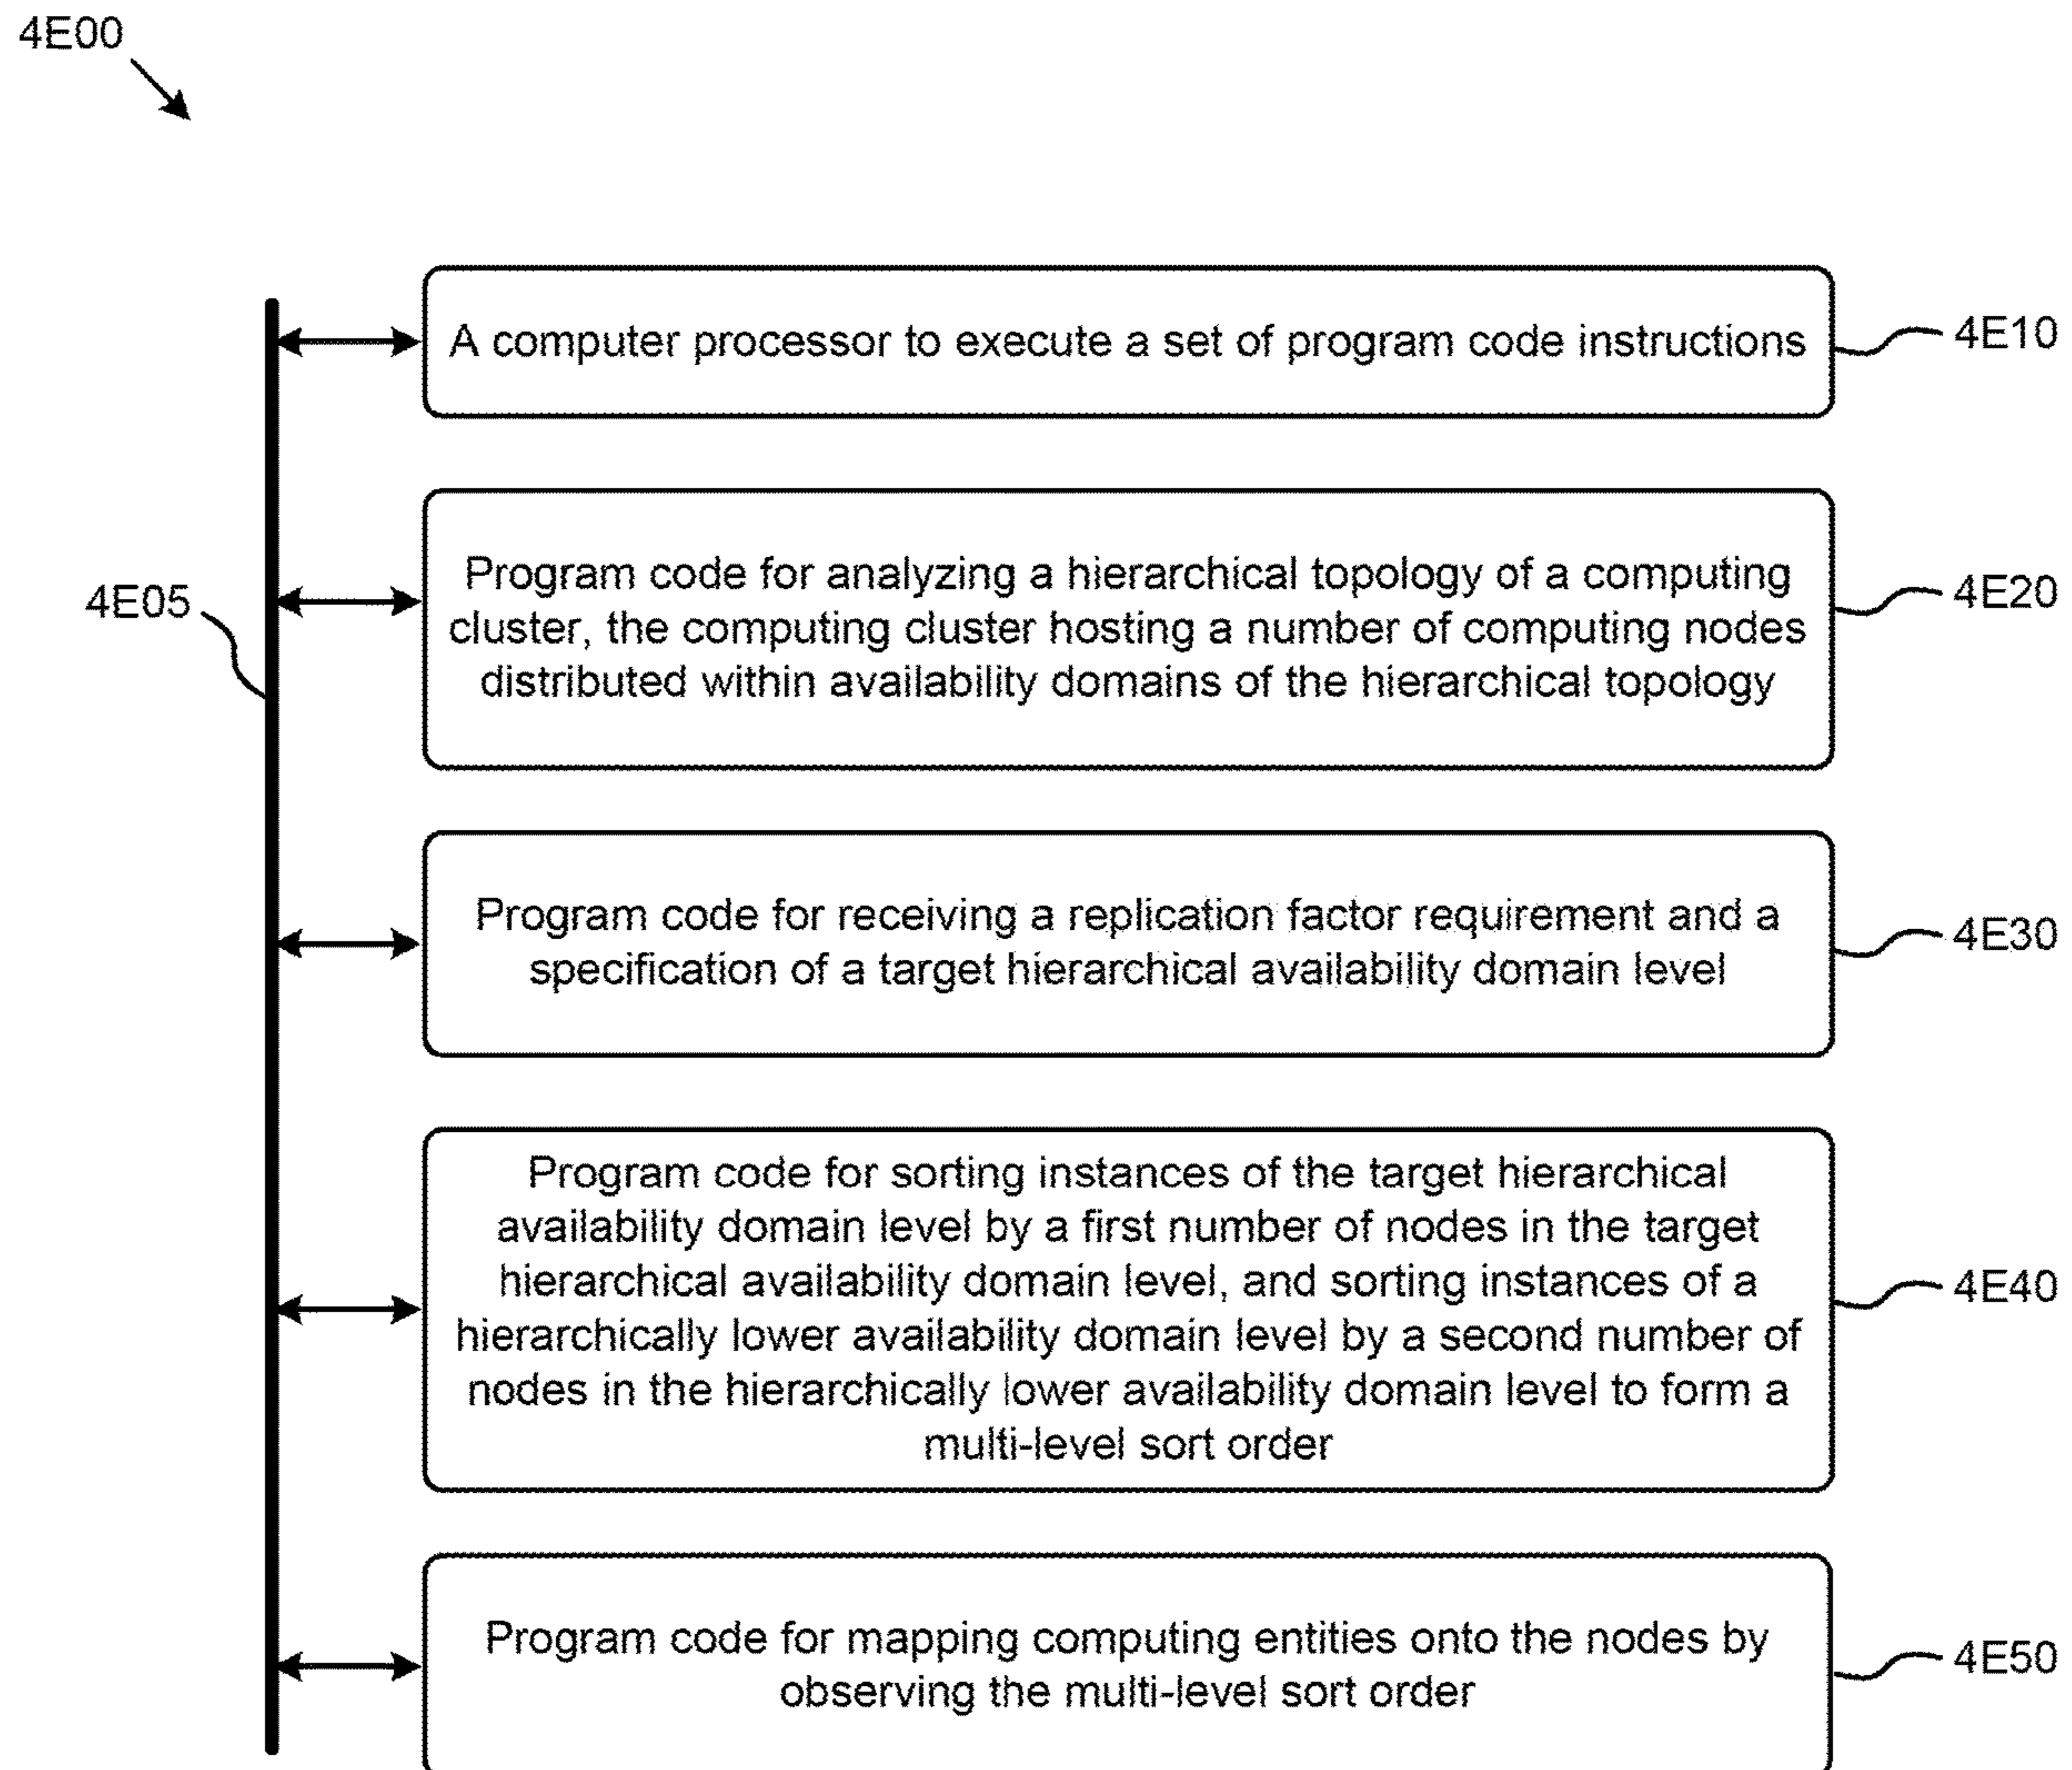 4E00
A computer processor to execute a set of program code instructions
4E10
Program code for analyzing a hierarchical topology of a computing
cluster, the computing cluster hosting a number of computing nodes
distributed within availability domains of the hierarchical topology
4E20
4E05
Program code for receiving a replication factor requirement and a
specification of a target hierarchical availability domain level
4E30
Program code for sorting instances of the target hierarchical
availability domain level by a first number of nodes in the target
hierarchical availability domain level, and sorting instances of a
hierarchically lower availability domain level by a second number of
nodes in the hierarchically lower availability domain level to form a
multi-level sort order
4E40
Program code for mapping computing entities onto the nodes by
observing the multi-level sort order
4E50